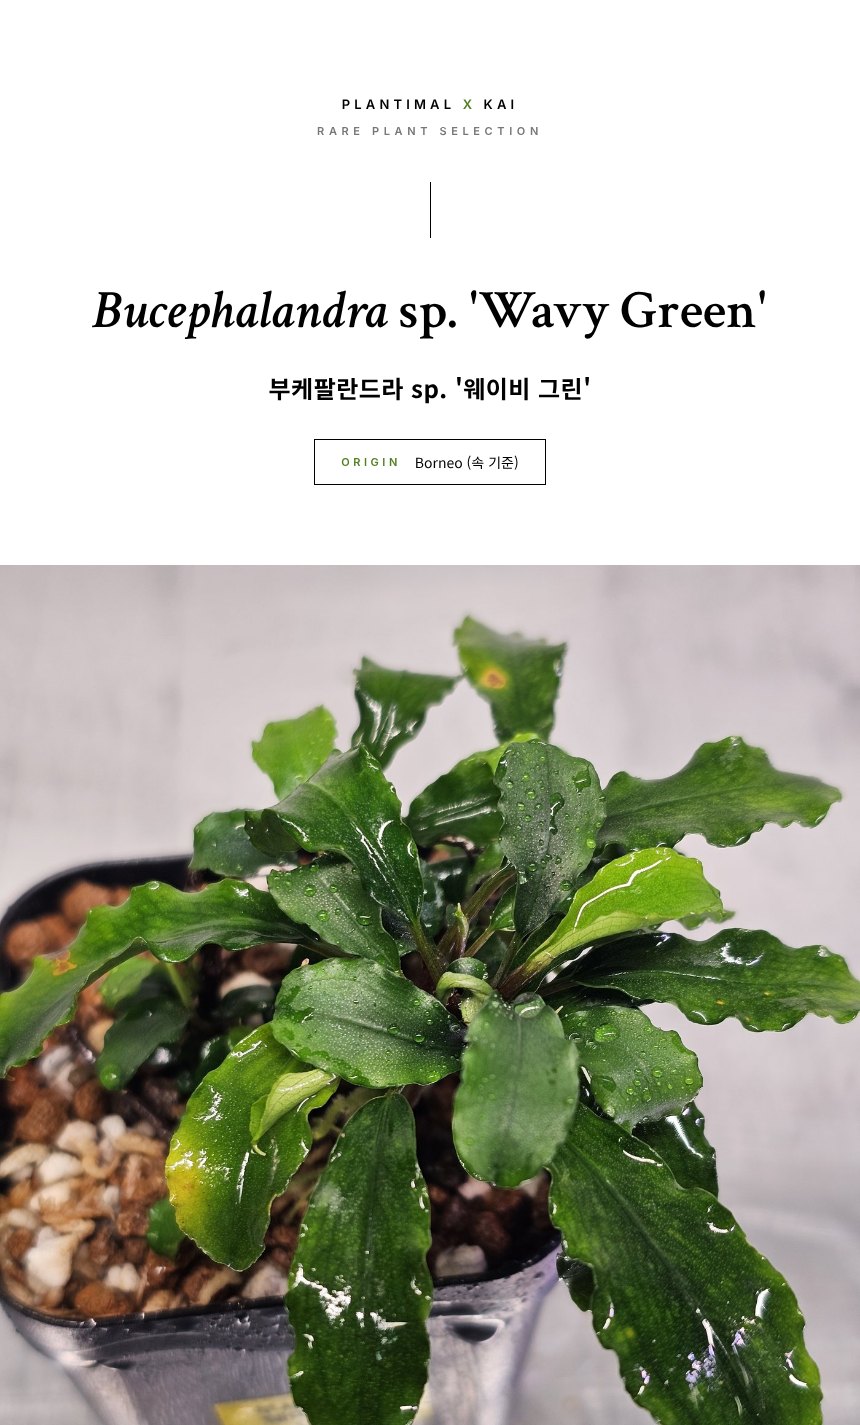 PLANTIMAL X KAI
RARE PLANT SELECTION
Bucephalandra sp. 'Wavy Green'
부케팔란드라 sp. '웨이비 그린'
ORIGIN Borneo (속 기준)